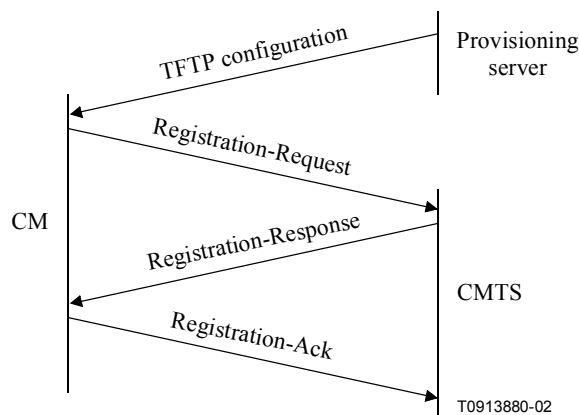 TFTP configuration
Provisioning
server
Registration-Request
CM
Registration-Response
CMTS
Registration-Ack
T0913880-02